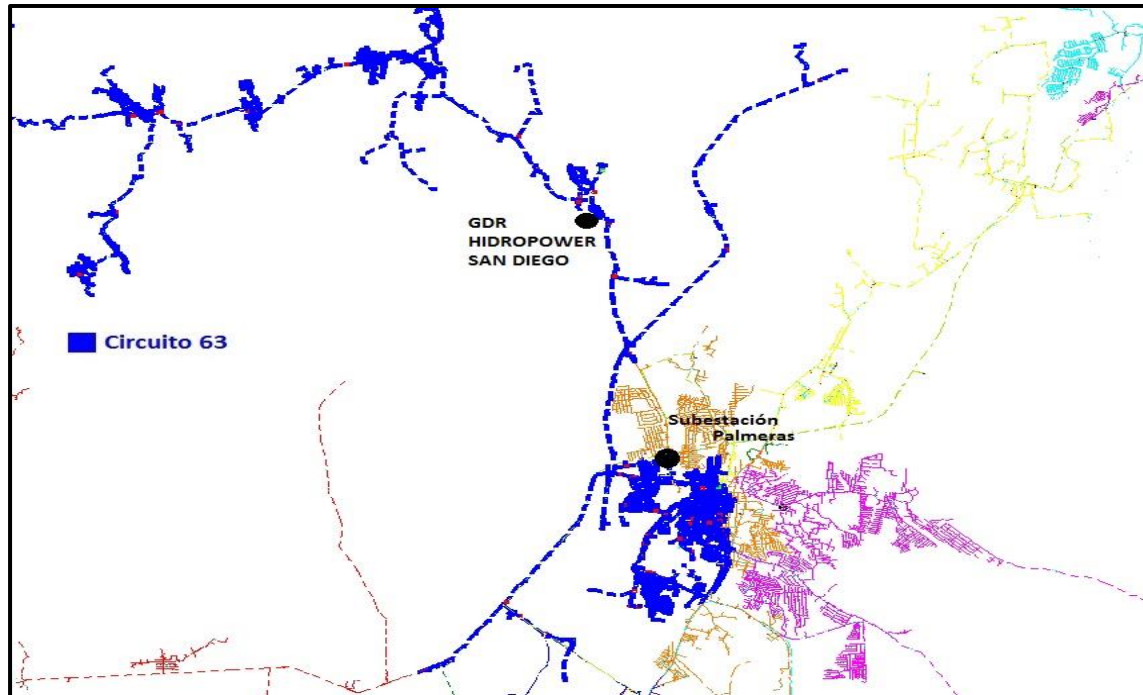 GDR
HIDROPOWER
SAN DIEGO
Circuito 63
Subestación
Palmeras